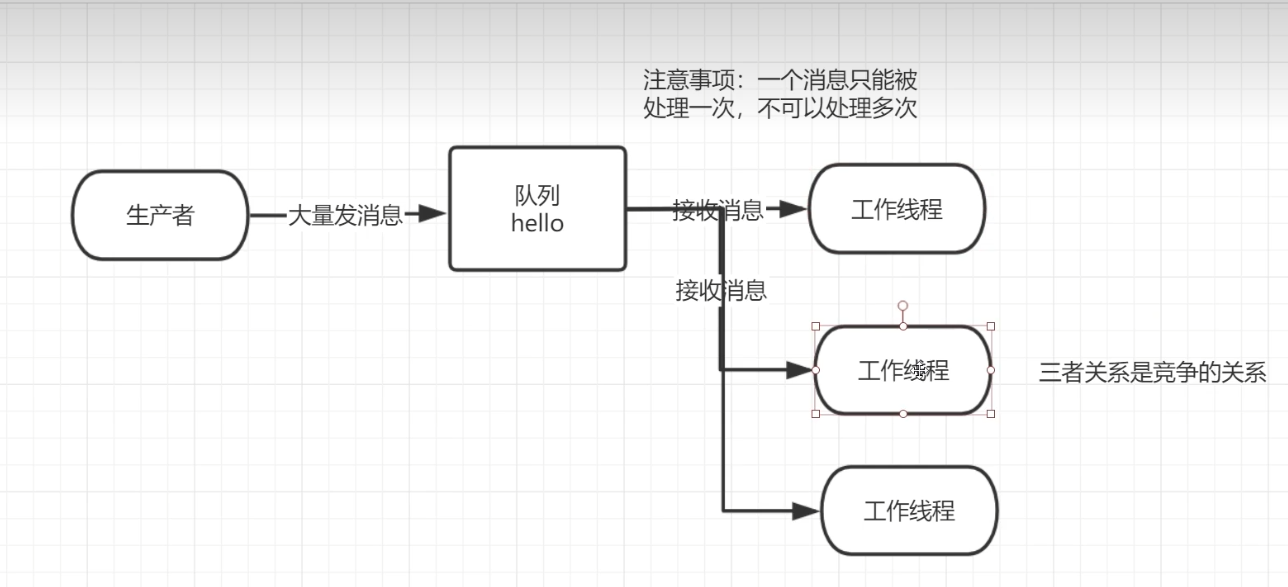 注意事项：一个消息只能被
处理一次，不可以处理多次
生产者
大量发消息
队列
hello
接收消息
工作线程
接收消息
工作线程
三者关系是竞争的关系
工作线程